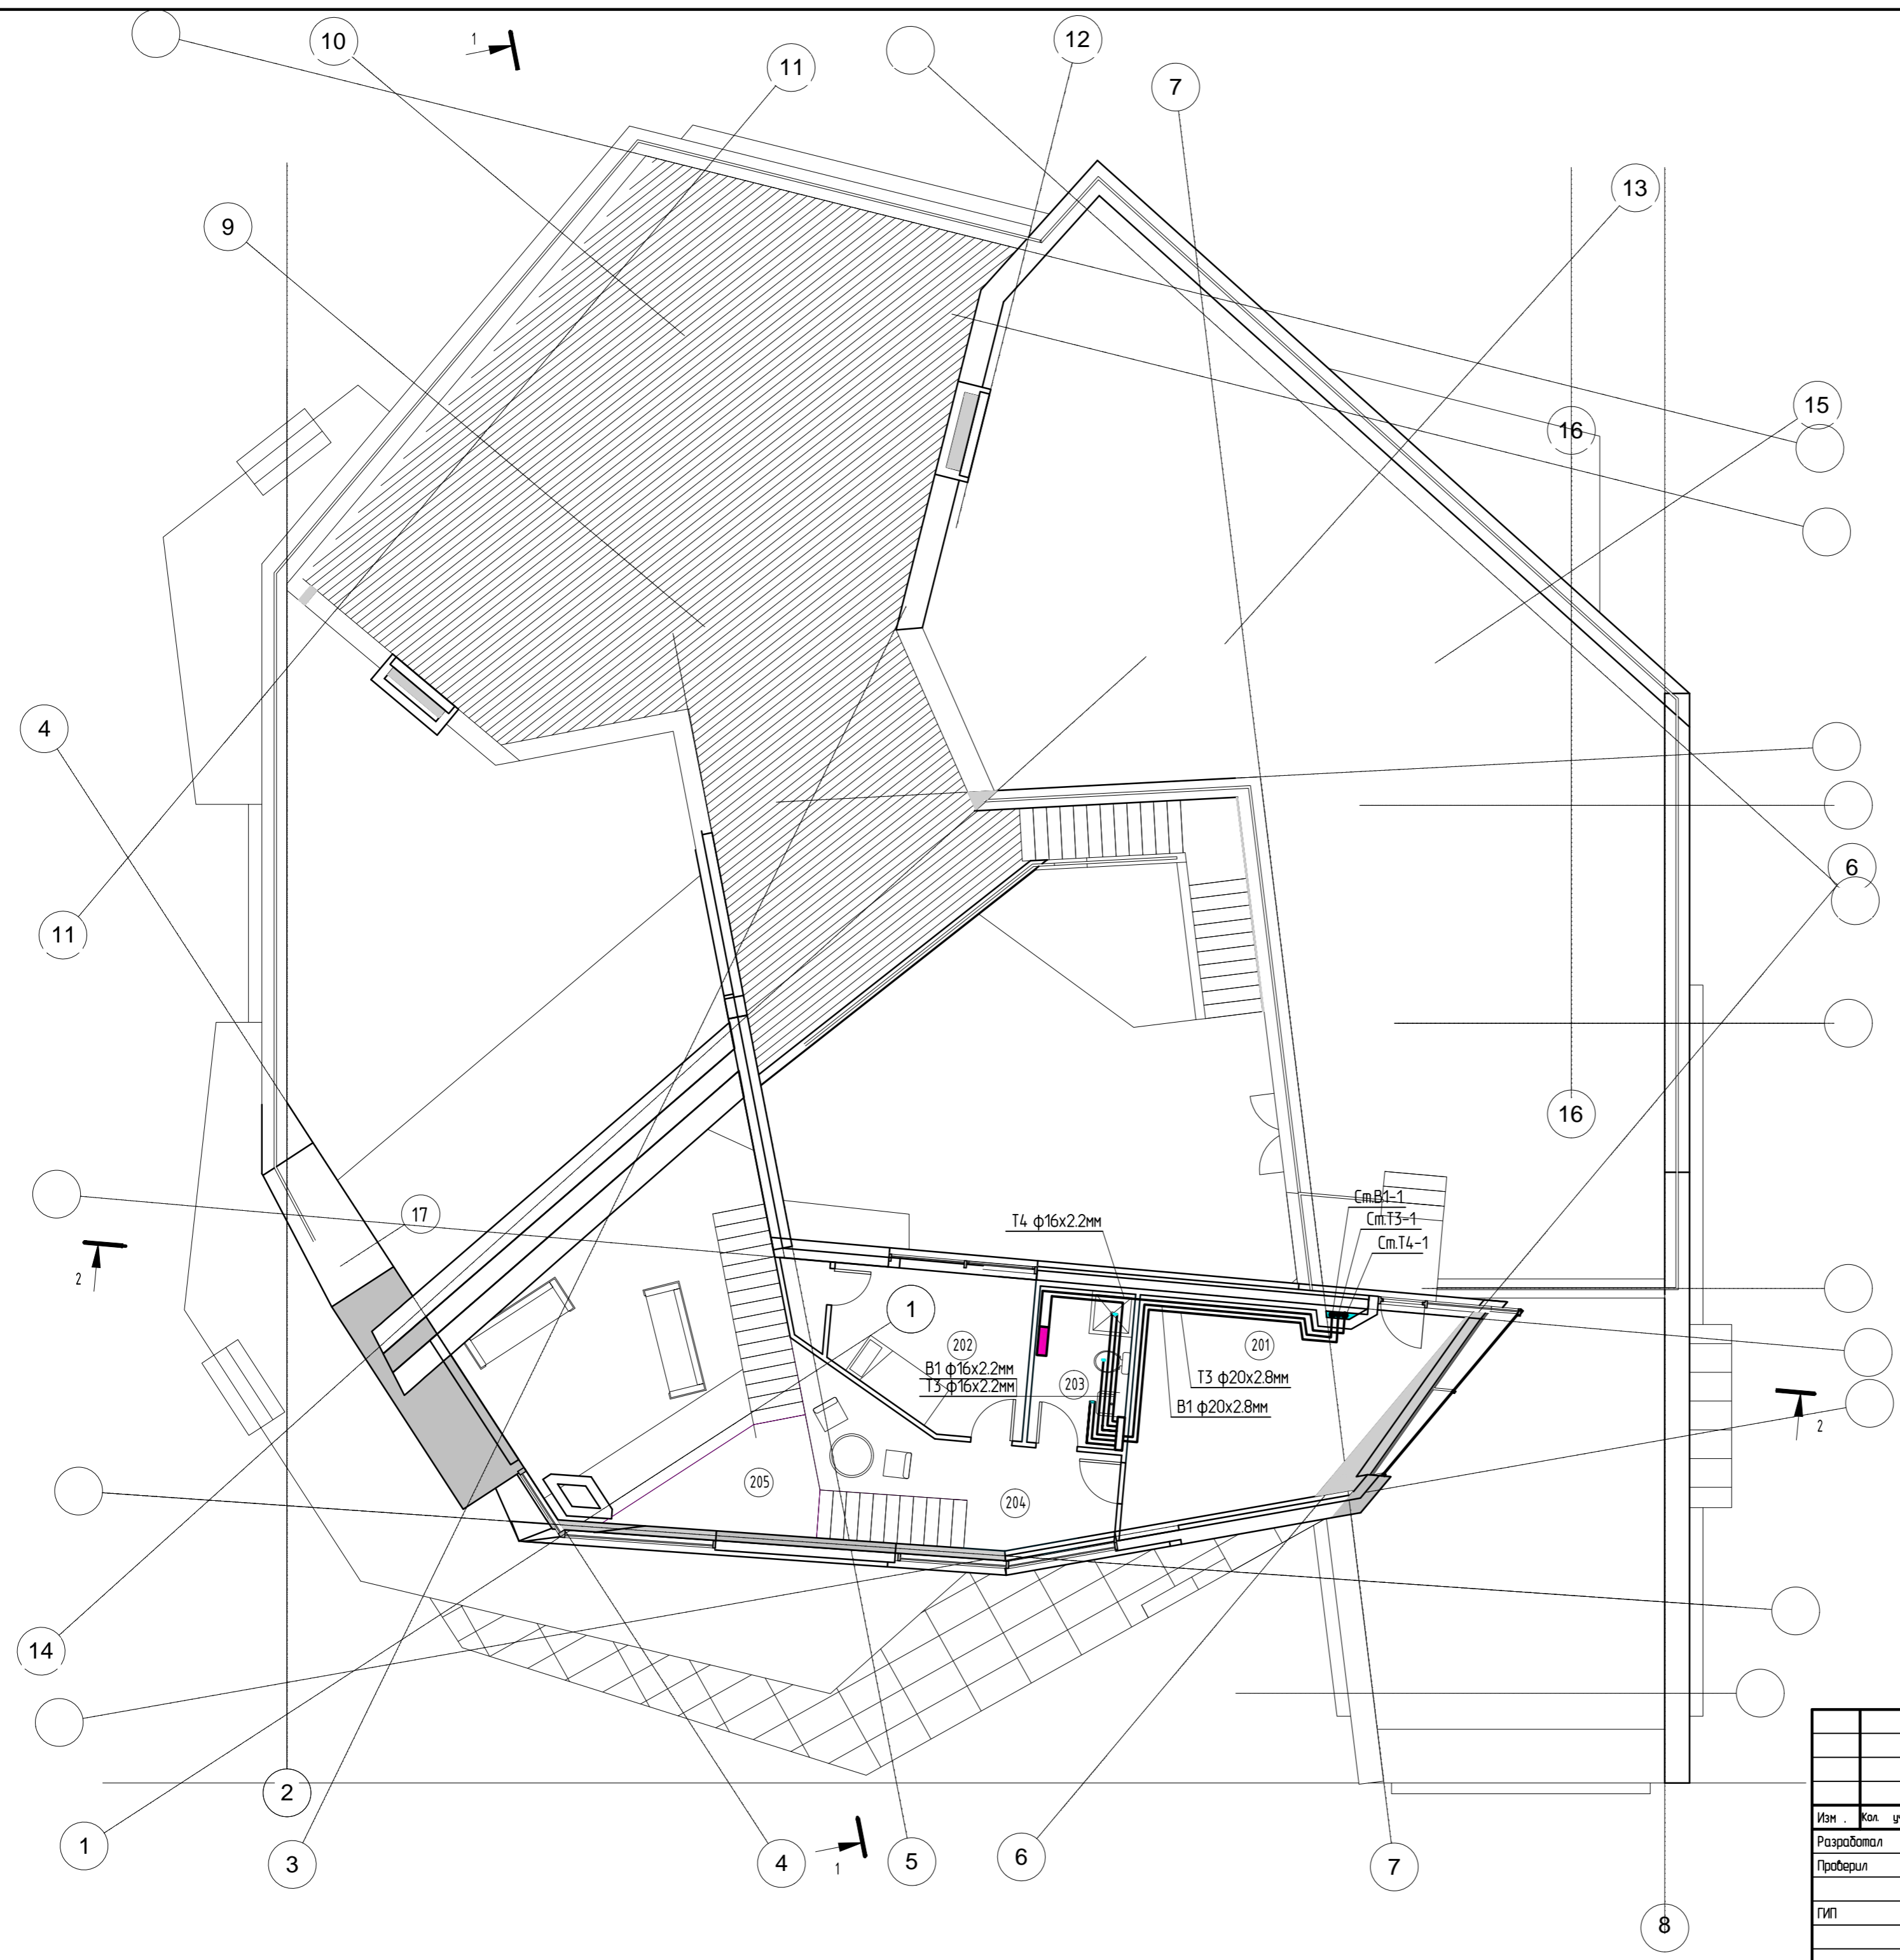 10
1
11
12
7
13
9
15
16
4
6
11
16
17
Ст.В1-1
Ст.Т3-1
Ст.Т4-1
Т4 ф16х2.2мм
2
1
202
201
В1 ф16х2.2мм
Т3 ф16х2.2мм
203
Т3 ф20х2.8мм
В1 ф20х2.8мм
2
205
204
14
2
1
3
4
1
5
6
7
8
Изм . Кол. уч
Разработал
Проверил
ГИП